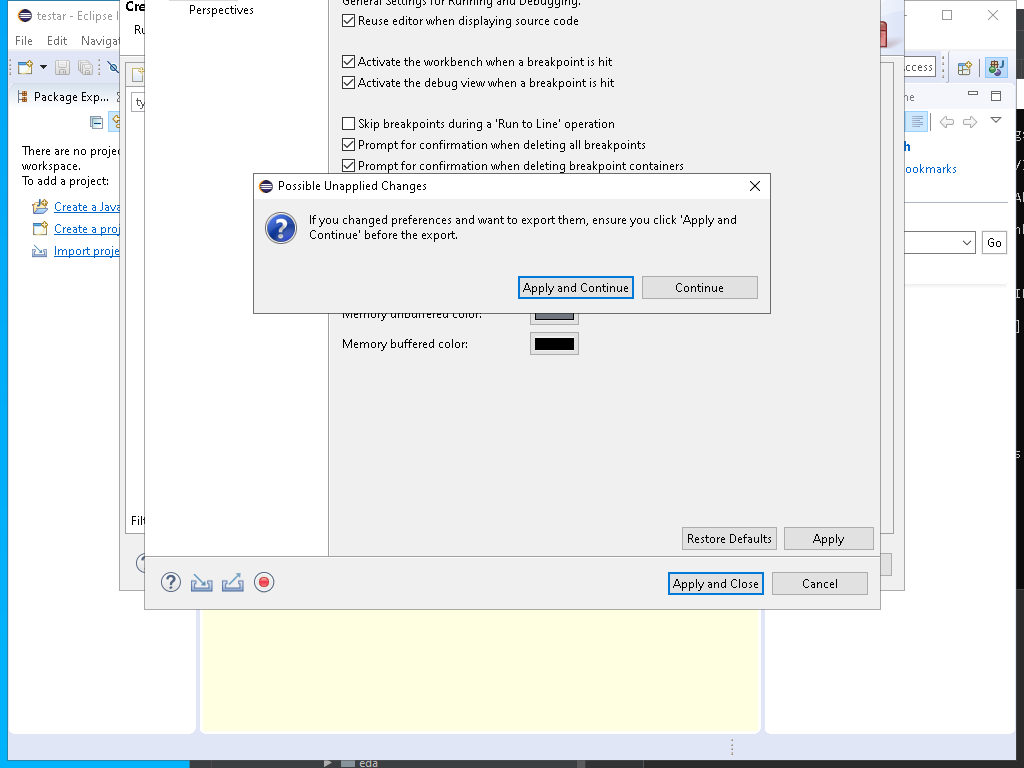 testar - Eclipse I
File Edit Navigat
Cre
Ru
Perspectives
General Settings for Running and Debugging.
Reuse editor when displaying source code
Activate the workbench when a breakpoint is hit
Activate the debug view when a breakpoint is hit
Skip breakpoints during a 'Run to Line' operation
Prompt for confirmation when deleting all breakpoints
Prompt for confirmation when deleting breakpoint containers
Package Exp...
ty
There are no projec
workspace.
To add a project:
Create a Java
Create a proj
Import proje
Possible Unapplied Changes
If you changed preferences and want to export them, ensure you click 'Apply and
Continue' before the export.
Apply and Continue
Continue
Memory unbuffered color:
Memory buffered color:
Filt
Restore Defaults
Apply
Apply and Close
Cancel
ccess
ne
h
ookmarks
Go
eda